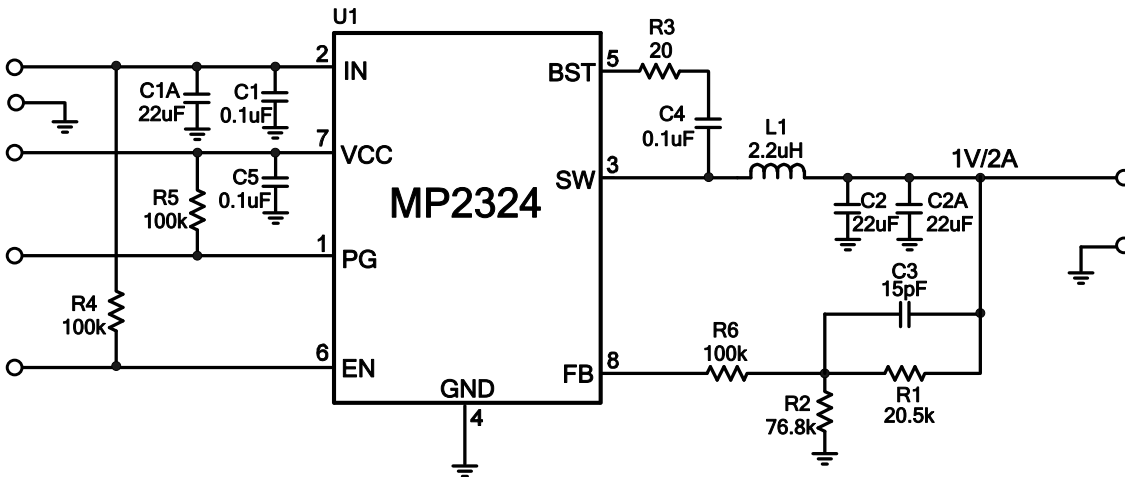 U1
MP2324
2
IN
C1A
22uF
C1
0.1uF
7
VCC
R5
100k
C5
0.1uF
1
PG
R4
100k
6
EN
GND
4
5
BST
R3
20
C4
0.1uF
3
SW
L1
2.2uH
1V/2A
C2
22uF
C2A
22uF
C3
15pF
8
FB
R6
100k
R2
76.8k
R1
20.5k